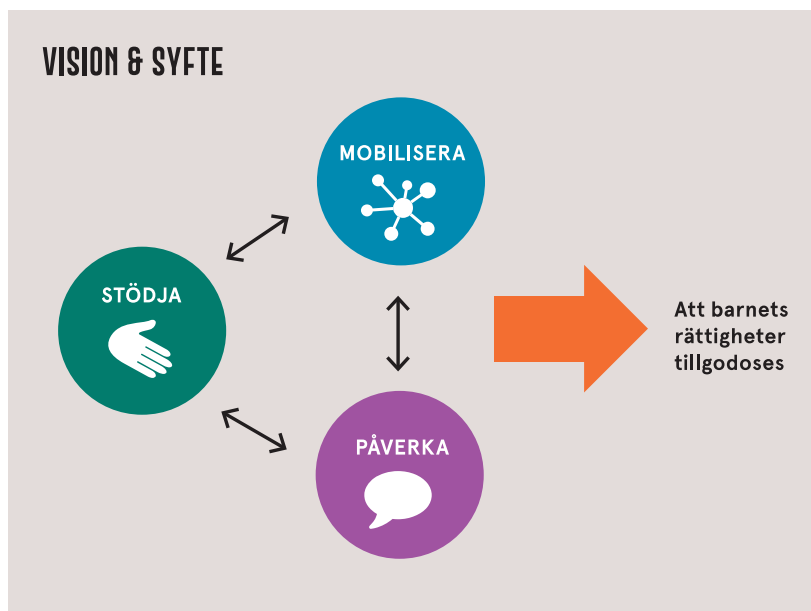 VISION & SYFTE
MOBILISERA
STÖDJA
PÅVERKA
Att barnets
rättigheter
tillgodoses